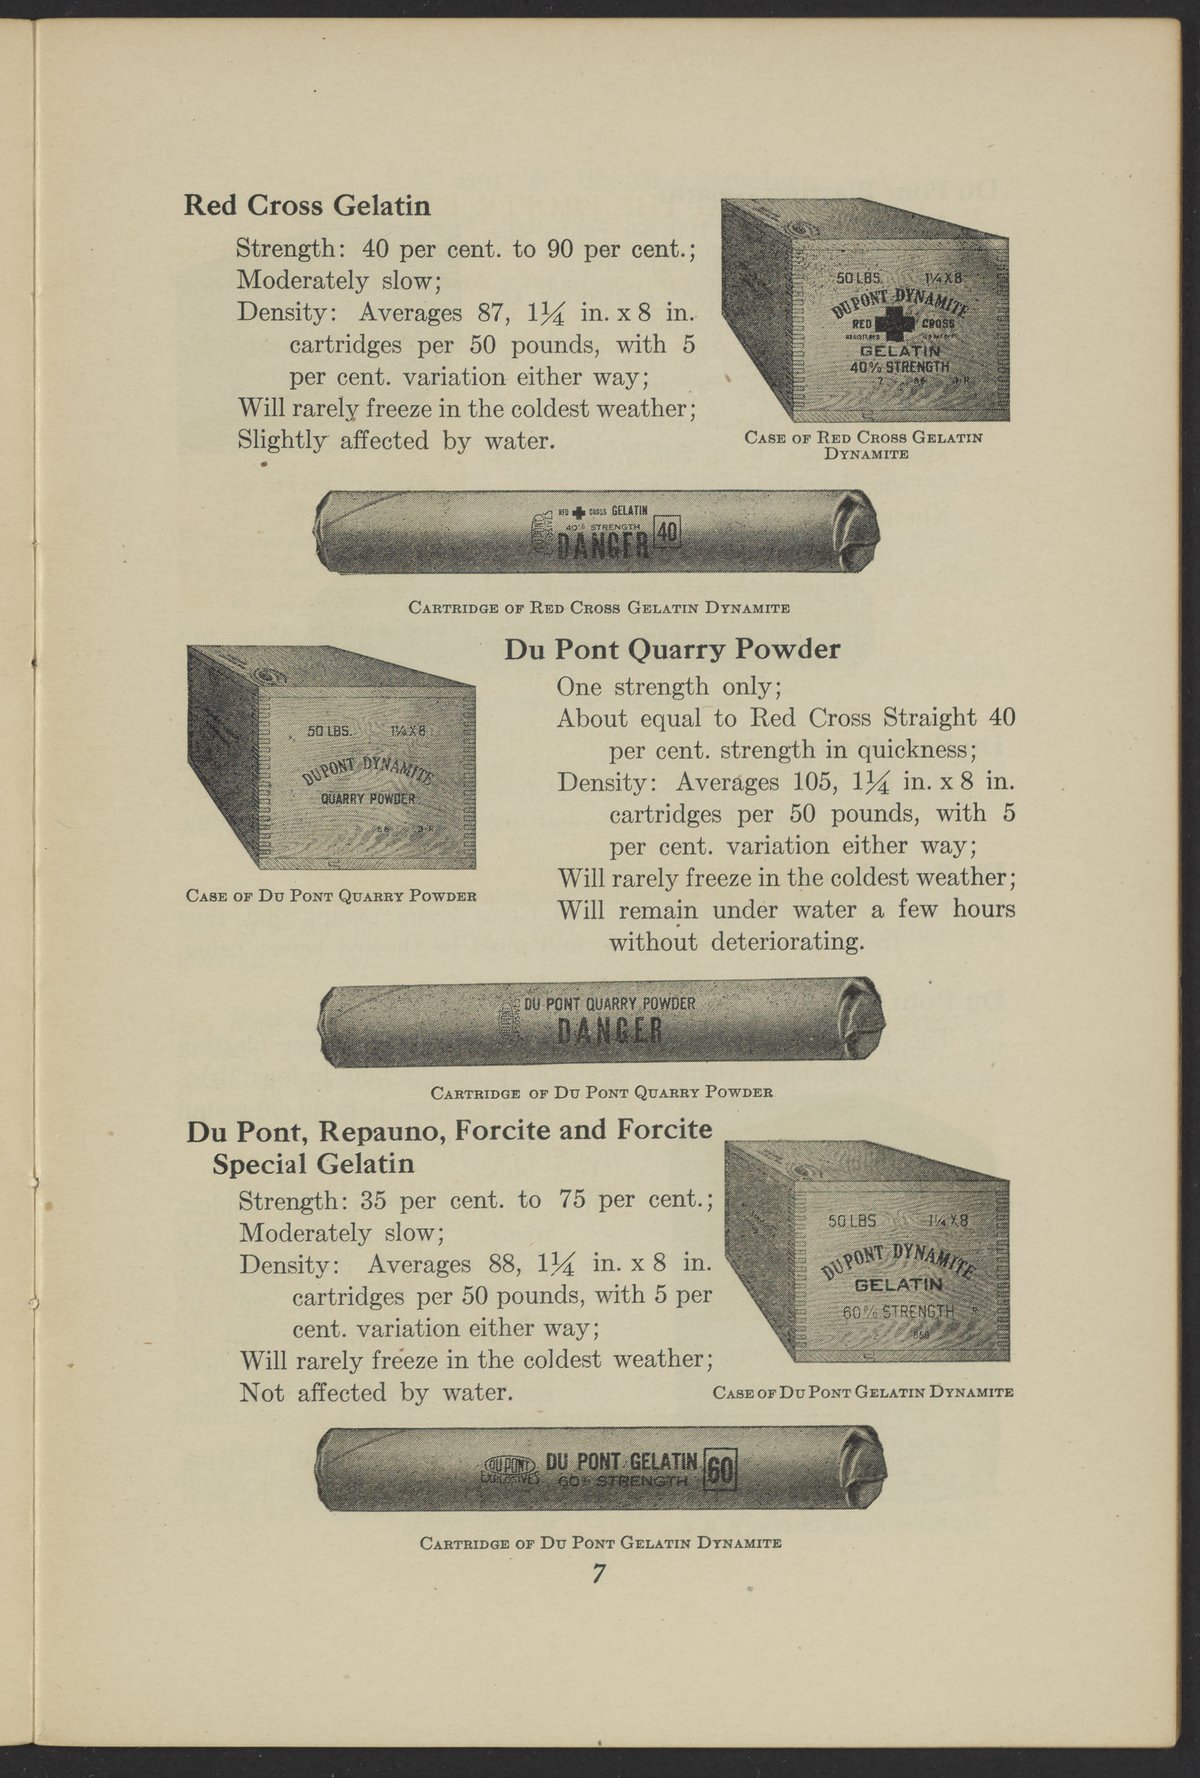 Red Cross Gelatin
Strength: 40 per cent. to 90 per cent.;
Moderately slow;
Density: Averages 87, 1¼ in. x 8 in.
cartridges per 50 pounds, with 5
per cent. variation either way;
Will rarely freeze in the coldest weather;
Slightly affected by water.
50 LBS. 1¼ X 8
DUPONT DYNAMITE
RED CROSS
GELATIN
40% STRENGTH
CASE OF RED CROSS GELATIN
DYNAMITE
RED CROSS GELATIN
40% STRENGTH
DANGER 40
CARTRIDGE OF RED CROSS GELATIN DYNAMITE
50 LBS. 1¼ X 8
DUPONT DYNAMITE
QUARRY POWDER
CASE OF DU PONT QUARRY POWDER
Du Pont Quarry Powder
One strength only;
About equal to Red Cross Straight 40
per cent. strength in quickness;
Density: Averages 105, 1¼ in. x 8 in.
cartridges per 50 pounds, with 5
per cent. variation either way;
Will rarely freeze in the coldest weather;
Will remain under water a few hours
without deteriorating.
DU PONT QUARRY POWDER
DANGER
CARTRIDGE OF DU PONT QUARRY POWDER
Du Pont, Repauno, Forcite and Forcite
Special Gelatin
Strength: 35 per cent. to 75 per cent.;
Moderately slow;
Density: Averages 88, 1¼ in. x 8 in.
cartridges per 50 pounds, with 5 per
cent. variation either way;
Will rarely freeze in the coldest weather;
Not affected by water.
50 LBS 1¼ X 8
DUPONT DYNAMITE
GELATIN
60% STRENGTH
CASE OF DU PONT GELATIN DYNAMITE
DU PONT EXPLOSIVES
DU PONT GELATIN 60
60% STRENGTH
CARTRIDGE OF DU PONT GELATIN DYNAMITE
7